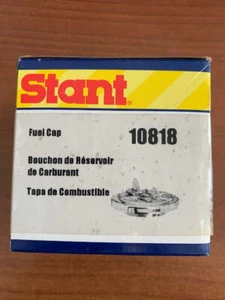 Stant®
Fuel Cap 10818
Bouchon de Réservoir
de Carburant
Tapa de Combustible